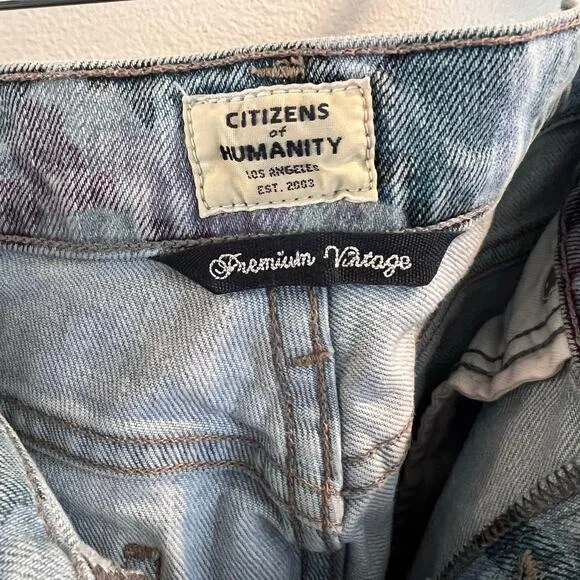 CITIZENS
of
HUMANITY
LOS ANGELES
EST. 2003
Premium Vintage